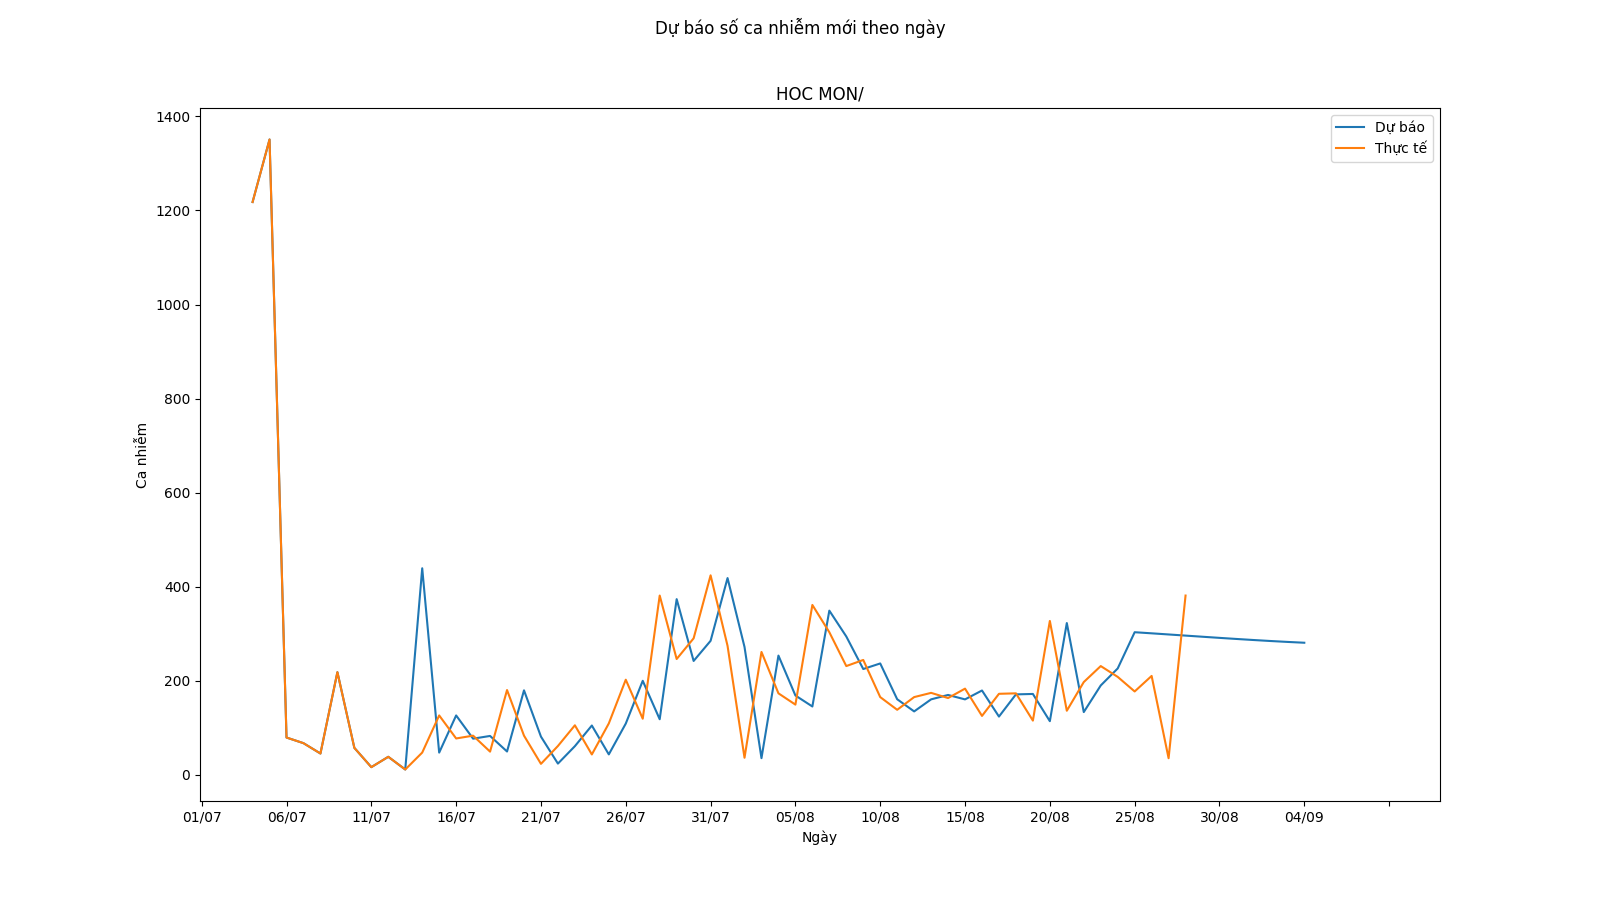 Dự báo số ca nhiễm mới theo ngày
HOC MON/
Dự báo
Thực tế
1400
1200
1000
800
600
400
200
0
Ca nhiễm
01/07 06/07 11/07 16/07 21/07 26/07 31/07 05/08 10/08 15/08 20/08 25/08 30/08 04/09
Ngày